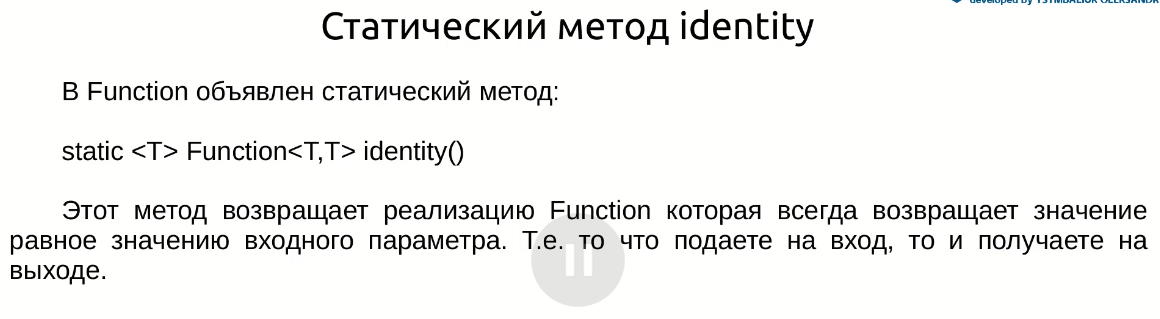 developed by TSYMBALIUK OLEKSANDR
Статический метод identity
В Function объявлен статический метод:
static <T> Function<T,T> identity()
Этот метод возвращает реализацию Function которая всегда возвращает значение
равное значению входного параметра. Т.е. то что подаете на вход, то и получаете на
выходе.